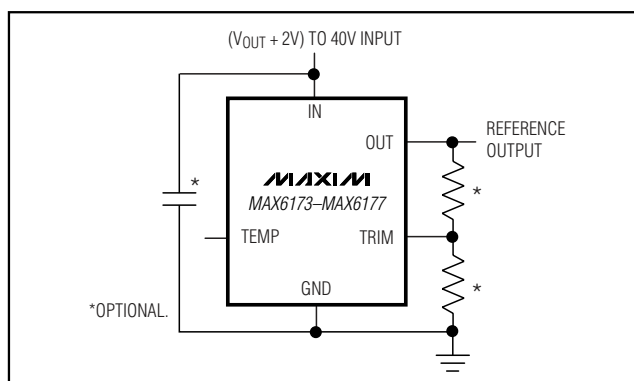 (VOUT + 2V) TO 40V INPUT
IN
OUT
REFERENCE
OUTPUT
*
MAXIM
*
MAX6173–MAX6177
TEMP
TRIM
*
GND
*OPTIONAL.